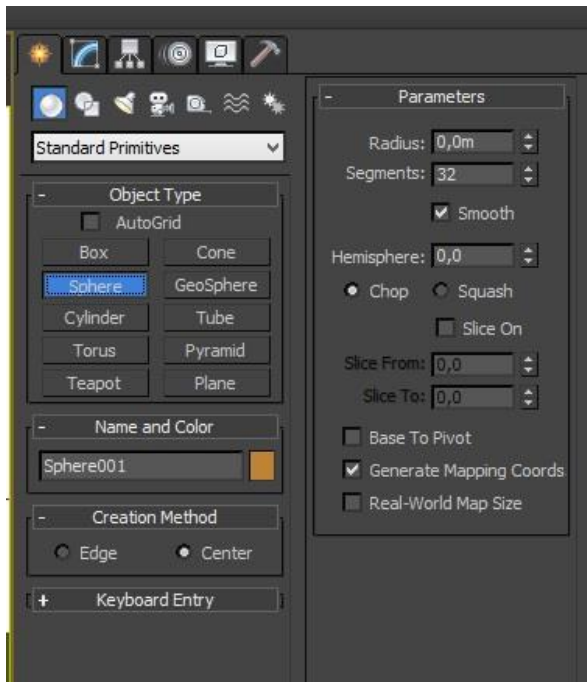 Standard Primitives
- Object Type
AutoGrid
Box Cone
Sphere GeoSphere
Cylinder Tube
Torus Pyramid
Teapot Plane
- Name and Color
Sphere001
- Creation Method
Edge Center
+ Keyboard Entry
- Parameters
Radius: 0,0m
Segments: 32
Smooth
Hemisphere: 0,0
Chop Squash
Slice On
Slice From: 0,0
Slice To: 0,0
Base To Pivot
Generate Mapping Coords
Real-World Map Size